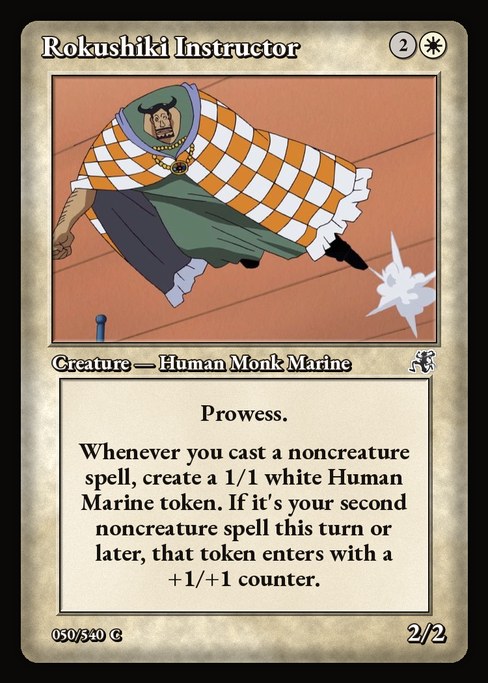 Rokushiki Instructor
2
Creature — Human Monk Marine
Prowess.
Whenever you cast a noncreature
spell, create a 1/1 white Human
Marine token. If it's your second
noncreature spell this turn or
later, that token enters with a
+1/+1 counter.
050/540 C
2/2